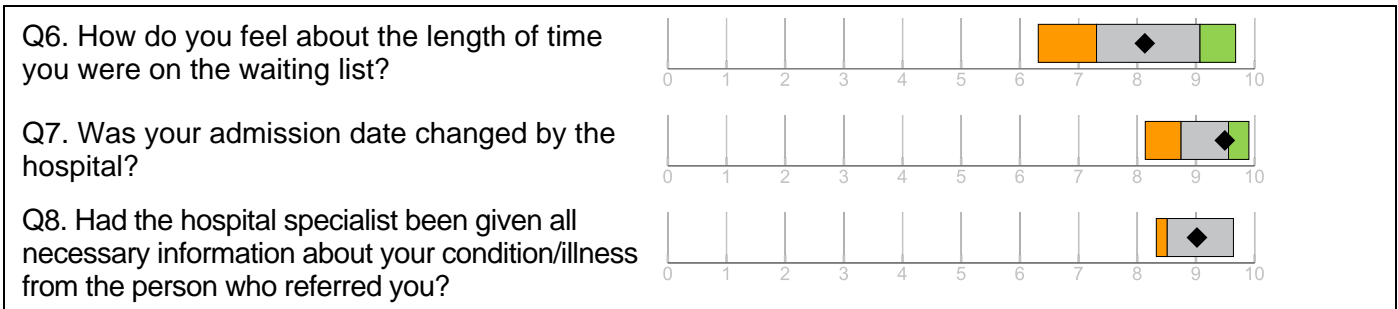 Q6. How do you feel about the length of time
you were on the waiting list?
0 1 2 3 4 5 6 7 8 9 10
Q7. Was your admission date changed by the
hospital?
0 1 2 3 4 5 6 7 8 9 10
Q8. Had the hospital specialist been given all
necessary information about your condition/illness
from the person who referred you?
0 1 2 3 4 5 6 7 8 9 10